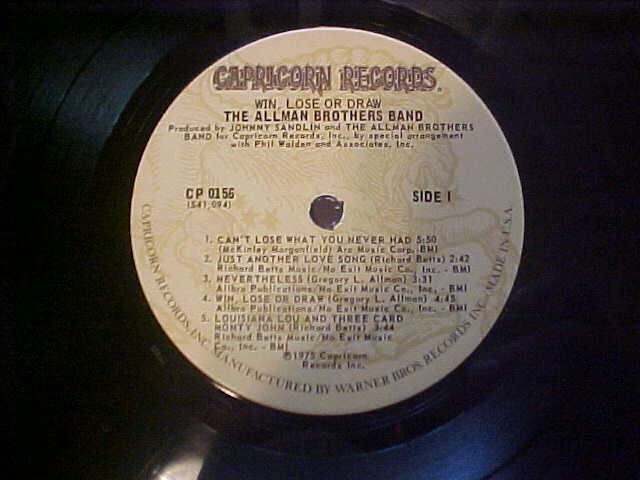 CAPRICORN RECORDS®
WIN, LOSE OR DRAW
THE ALLMAN BROTHERS BAND
Produced by JOHNNY SANDLIN and THE ALLMAN BROTHERS
BAND for Capricorn Records, Inc., by special arrangement
with Phil Walden and Associates, Inc.
CP 0156
(S41,094)
SIDE I
1. CAN'T LOSE WHAT YOU NEVER HAD 5:50
(McKinley Morganfield) Arc Music Corp. BMI
2. JUST ANOTHER LOVE SONG (Richard Betts) 2:42
Richard Betts Music/No Exit Music Co., Inc. - BMI
3. NEVERTHELESS (Gregory L. Allman) 3:31
Allbro Publications/No Exit Music Co., Inc. - BMI
4. WIN, LOSE OR DRAW (Gregory L. Allman) 4:45
Allbro Publications/No Exit Music Co., Inc. - BMI
5. LOUISIANA LOU AND THREE CARD
MONTY JOHN (Richard Betts) 3:44
Richard Betts Music/No Exit Music
Co., Inc. - BMI
©1975 Capricorn
Records Inc.
CAPRICORN RECORDS INC. MANUFACTURED BY WARNER BROS. RECORDS INC. MADE IN U.S.A.